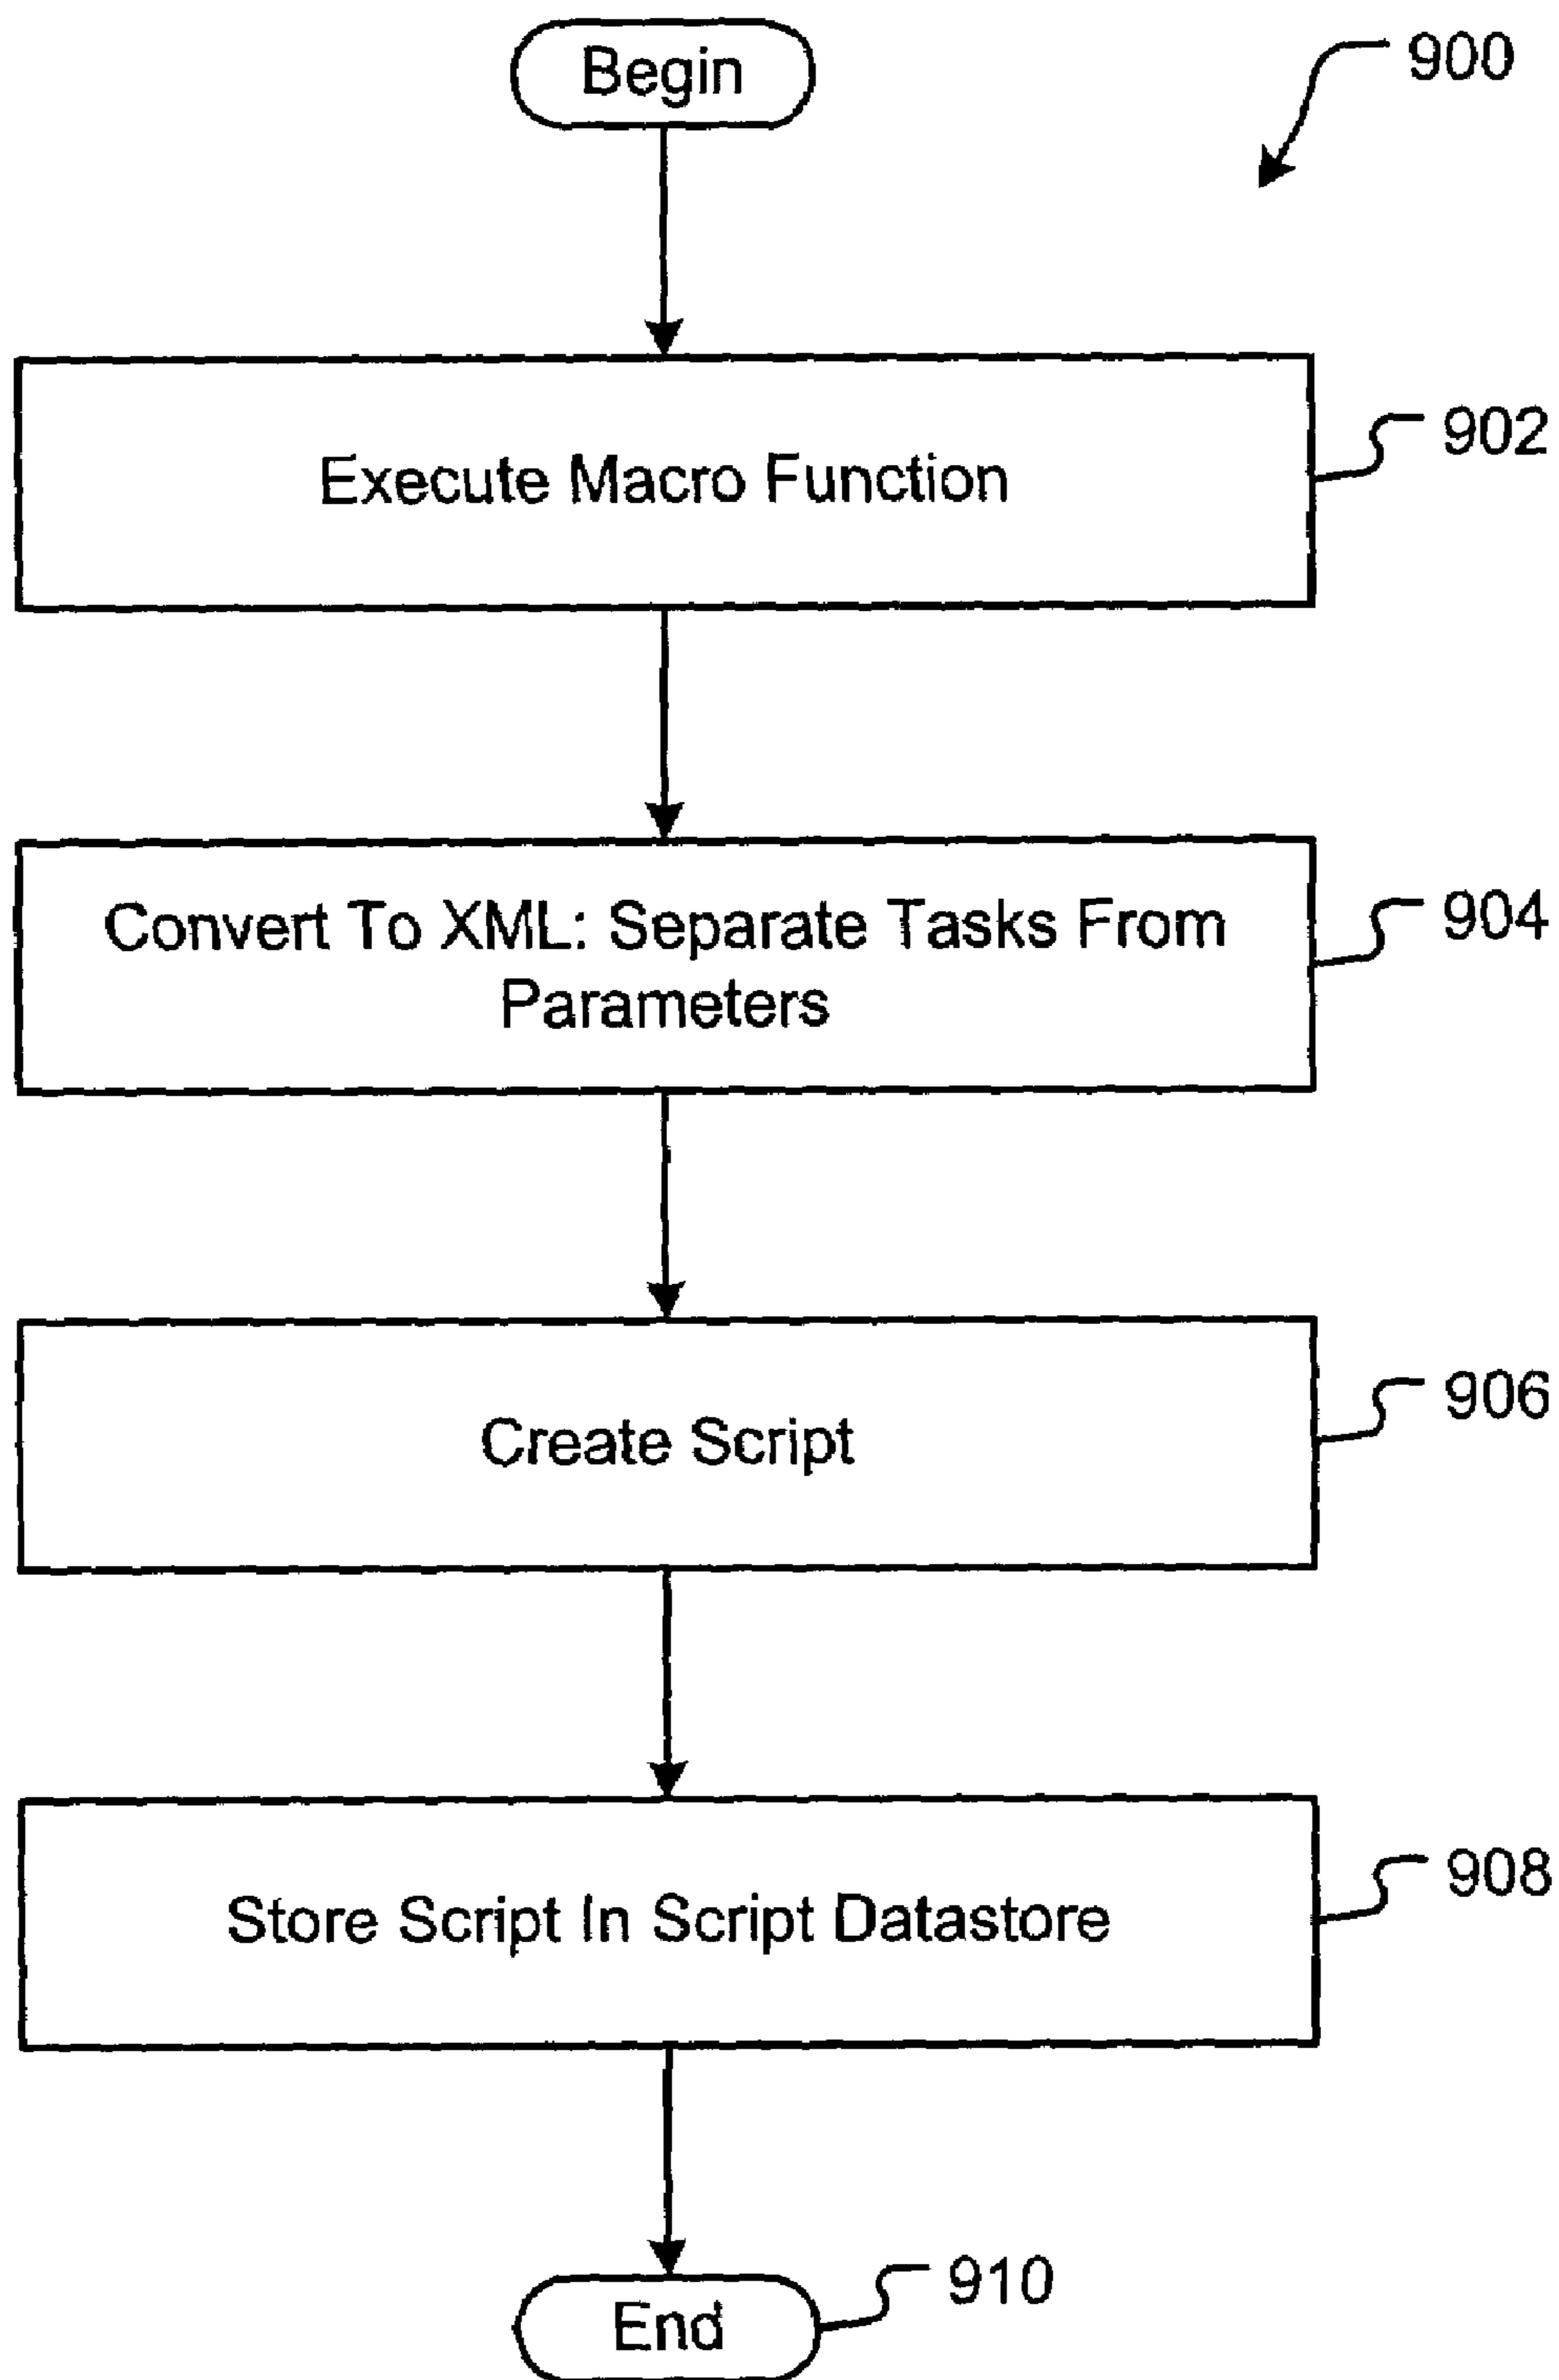 Begin
900
Execute Macro Function
902
Convert To XML: Separate Tasks From
Parameters
904
Create Script
906
Store Script In Script Datastore
908
End
910